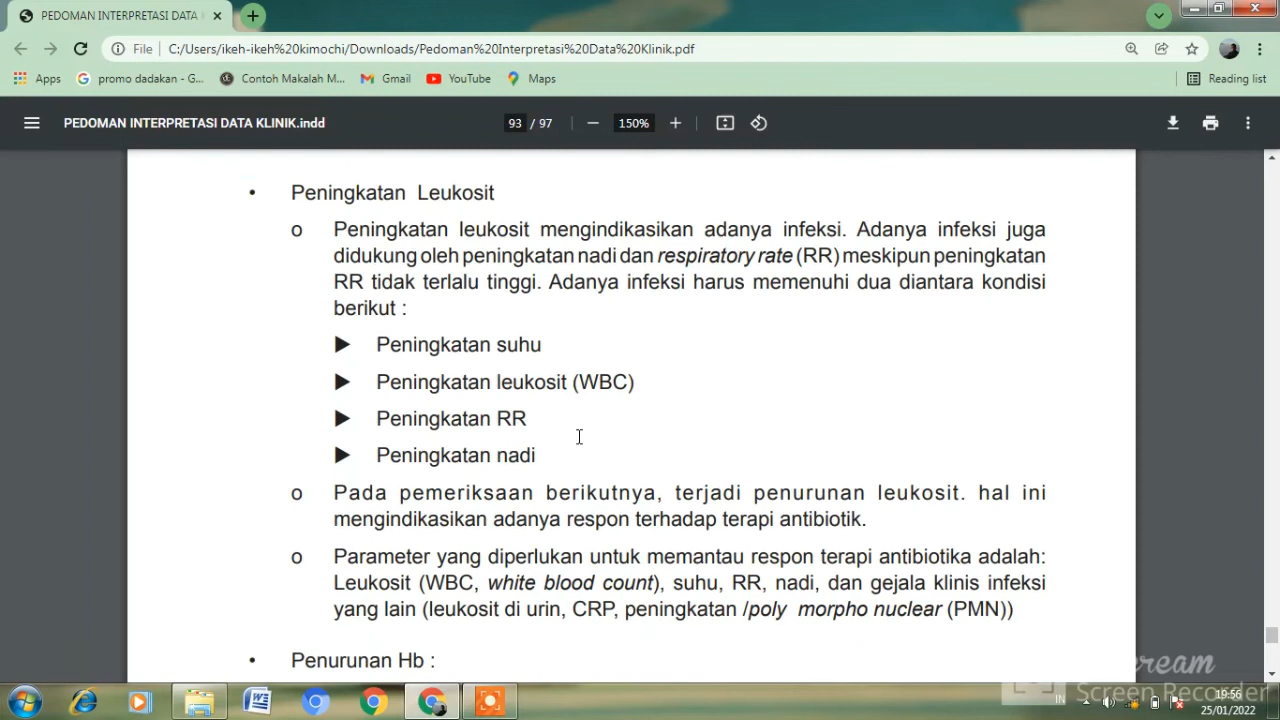 PEDOMAN INTERPRETASI DATA
File C:/Users/ikeh-ikeh%20kimochi/Downloads/Pedoman%20Interpretasi%20Data%20Klinik.pdf
Apps promo dadakan - G... Contoh Makalah M... Gmail YouTube Maps Reading list
PEDOMAN INTERPRETASI DATA KLINIK.indd 93 / 97 150%
• Peningkatan Leukosit
o Peningkatan leukosit mengindikasikan adanya infeksi. Adanya infeksi juga
didukung oleh peningkatan nadi dan respiratory rate (RR) meskipun peningkatan
RR tidak terlalu tinggi. Adanya infeksi harus memenuhi dua diantara kondisi
berikut :
▶ Peningkatan suhu
▶ Peningkatan leukosit (WBC)
▶ Peningkatan RR
▶ Peningkatan nadi
o Pada pemeriksaan berikutnya, terjadi penurunan leukosit. hal ini
mengindikasikan adanya respon terhadap terapi antibiotik.
o Parameter yang diperlukan untuk memantau respon terapi antibiotika adalah:
Leukosit (WBC, white blood count), suhu, RR, nadi, dan gejala klinis infeksi
yang lain (leukosit di urin, CRP, peningkatan /poly morpho nuclear (PMN))
• Penurunan Hb :
Screen Recorder
IN 19:56
25/01/2022